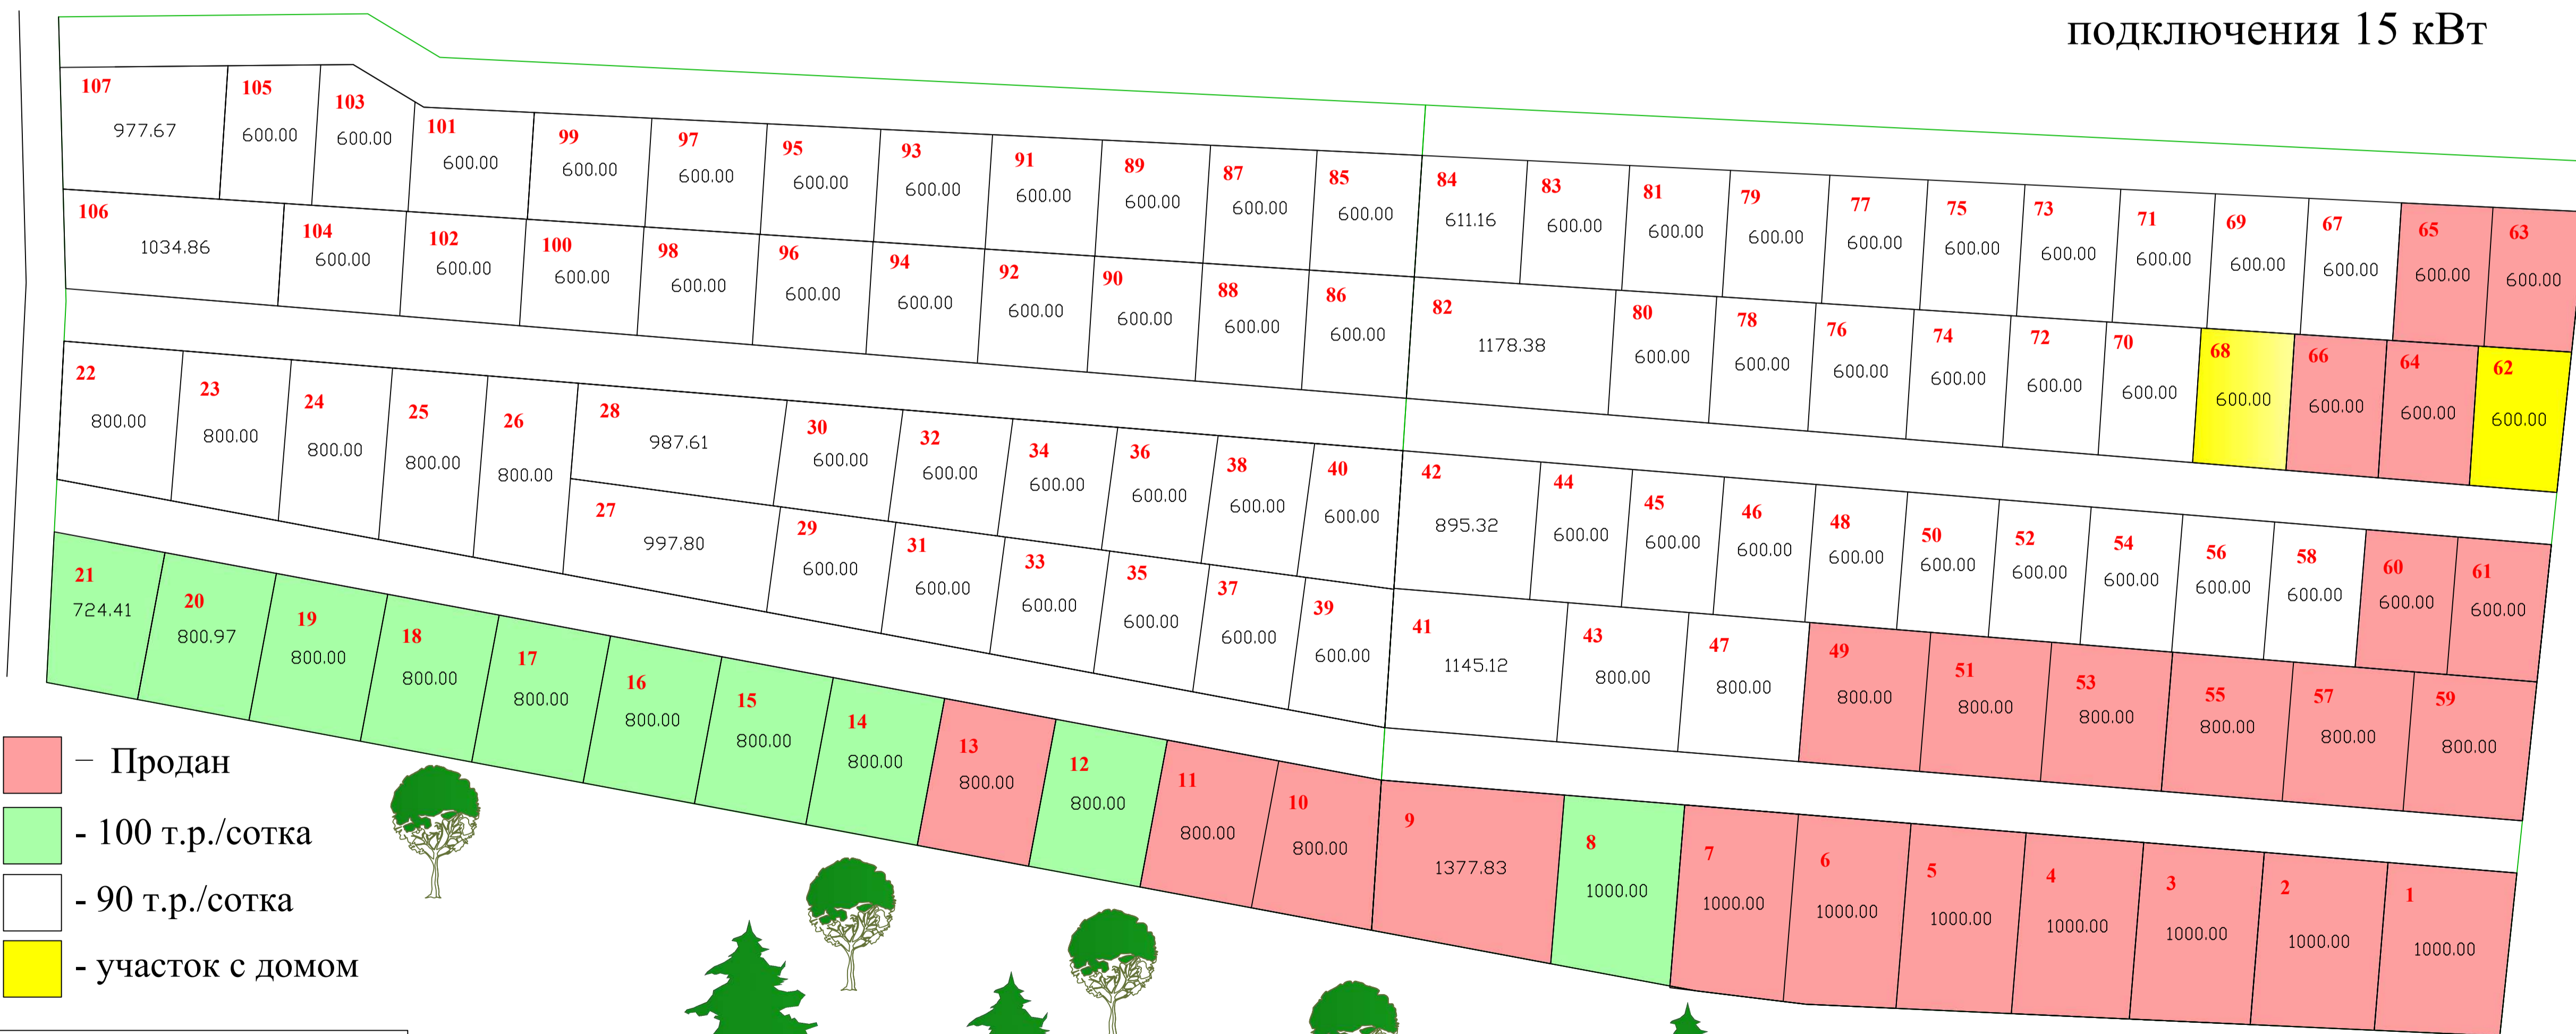 подключения 15 кВт
107 105 103 101 99 97 95 93 91 89 87 85 84 83 81 79 77 75 73 71 69 67 65 63
977.67 600.00 600.00 600.00 600.00 600.00 600.00 600.00 600.00 600.00 600.00 600.00 611.16 600.00 600.00 600.00 600.00 600.00 600.00 600.00 600.00 600.00 600.00 600.00
106 104 102 100 98 96 94 92 90 88 86 82 80 78 76 74 72 70 68 66 64 62
1034.86 600.00 600.00 600.00 600.00 600.00 600.00 600.00 600.00 600.00 600.00 1178.38 600.00 600.00 600.00 600.00 600.00 600.00 600.00 600.00 600.00 600.00
22 23 24 25 26 28 30 32 34 36 38 40 42 44 45 46 48 50 52 54 56 58 60 61
800.00 800.00 800.00 800.00 800.00 987.61 600.00 600.00 600.00 600.00 600.00 600.00 895.32 600.00 600.00 600.00 600.00 600.00 600.00 600.00 600.00 600.00 600.00 600.00
27 29 31 33 35 37 39 41 43 47 49 51 53 55 57 59
997.80 600.00 600.00 600.00 600.00 600.00 600.00 1145.12 800.00 800.00 800.00 800.00 800.00 800.00 800.00 800.00
21 20 19 18 17 16 15 14 13 12 11 10 9 8 7 6 5 4 3 2 1
724.41 800.97 800.00 800.00 800.00 800.00 800.00 800.00 800.00 800.00 800.00 800.00 1377.83 1000.00 1000.00 1000.00 1000.00 1000.00 1000.00 1000.00 1000.00
– Продан
- 100 т.р./сотка
- 90 т.р./сотка
- участок с домом